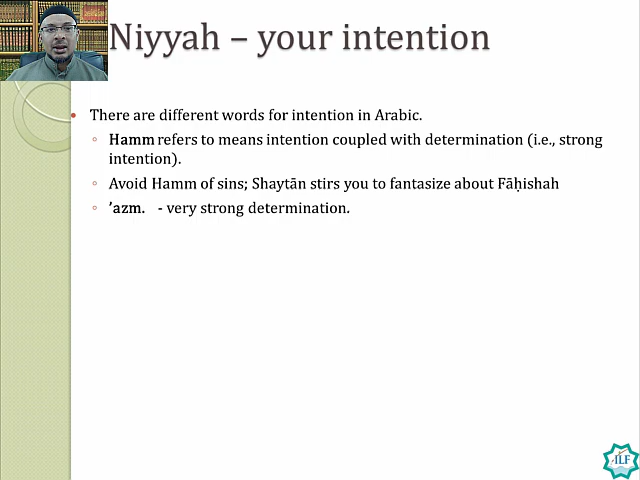 Niyyah – your intention
• There are different words for intention in Arabic.
◦ Hamm refers to means intention coupled with determination (i.e., strong
intention).
◦ Avoid Hamm of sins; Shaytān stirs you to fantasize about Fāḥishah
◦ ’azm. - very strong determination.
ILF